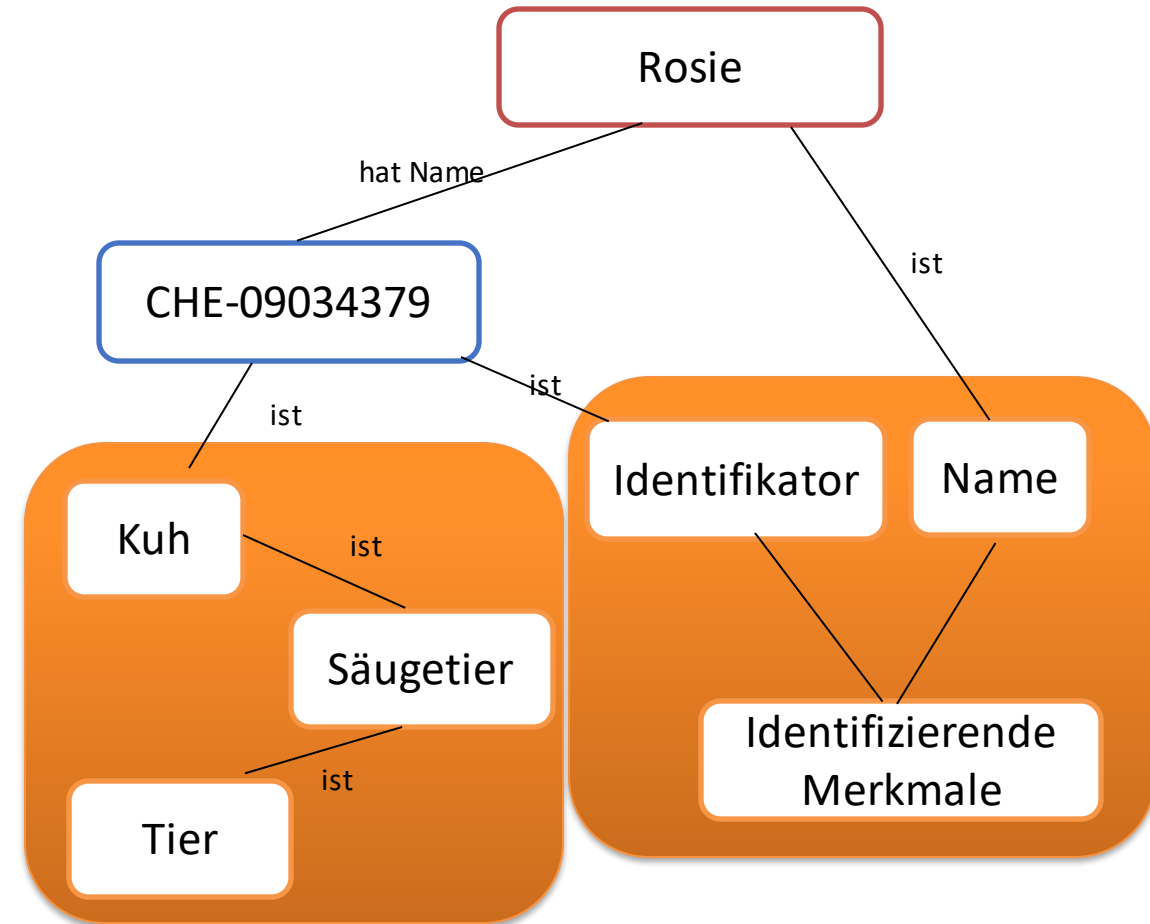 Rosie
hat Name
CHE-09034379
ist
ist
ist
Identifikator
Name
Kuh
ist
Säugetier
ist
Tier
Identifizierende
Merkmale